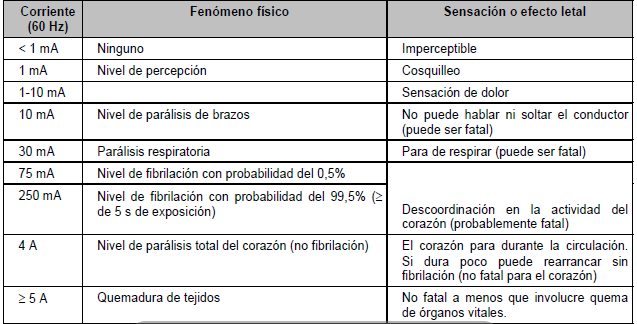 Corriente (60 Hz) Fenómeno físico Sensación o efecto letal
< 1 mA Ninguno Imperceptible
1 mA Nivel de percepción Cosquilleo
1-10 mA Sensación de dolor
10 mA Nivel de parálisis de brazos No puede hablar ni soltar el conductor
(puede ser fatal)
30 mA Parálisis respiratoria Para de respirar (puede ser fatal)
75 mA Nivel de fibrilación con probabilidad del 0,5%
250 mA Nivel de fibrilación con probabilidad del 99,5% (≥
de 5 s de exposición)
Descoordinación en la actividad del
corazón (probablemente fatal)
4 A Nivel de parálisis total del corazón (no fibrilación) El corazón para durante la circulación.
Si dura poco puede rearrancar sin
fibrilación (no fatal para el corazón)
≥ 5 A Quemadura de tejidos No fatal a menos que involucre quema
de órganos vitales.